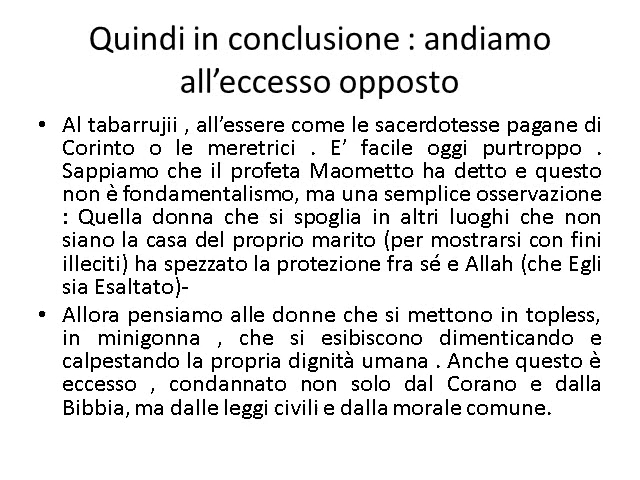 Quindi in conclusione : andiamo
all’eccesso opposto
• Al tabarrujii , all’essere come le sacerdotesse pagane di
Corinto o le meretrici . E’ facile oggi purtroppo .
Sappiamo che il profeta Maometto ha detto e questo
non è fondamentalismo, ma una semplice osservazione
: Quella donna che si spoglia in altri luoghi che non
siano la casa del proprio marito (per mostrarsi con fini
illeciti) ha spezzato la protezione fra sé e Allah (che Egli
sia Esaltato)-
• Allora pensiamo alle donne che si mettono in topless,
in minigonna , che si esibiscono dimenticando e
calpestando la propria dignità umana . Anche questo è
eccesso , condannato non solo dal Corano e dalla
Bibbia, ma dalle leggi civili e dalla morale comune.